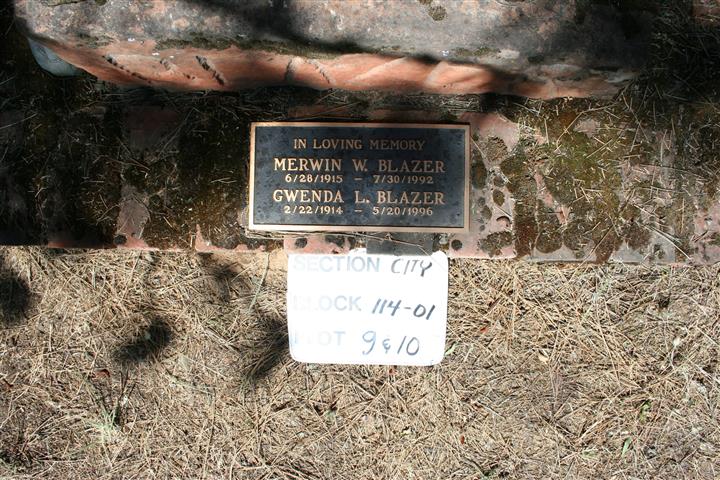 IN LOVING MEMORY
MERWIN W. BLAZER
6/28/1915 – 7/30/1992
GWENDA L. BLAZER
2/22/1914 – 5/20/1996
SECTION CITY
BLOCK 114-01
PLOT 9&10